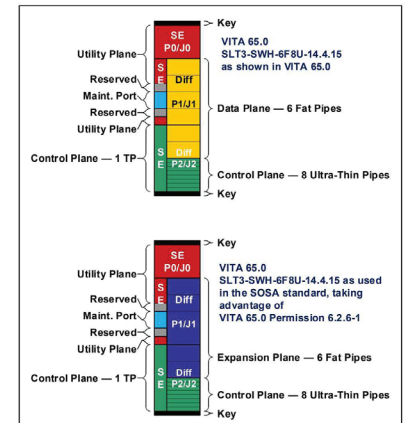 Key
SE
P0/J0
VITA 65.0
SLT3-SWH-6F8U-14.4.15
as shown in VITA 65.0
Utility Plane
S
E
Diff
Reserved
Maint. Port
P1/J1
Data Plane — 6 Fat Pipes
Reserved
Utility Plane
S
E
Diff
Control Plane — 1 TP
P2/J2
Control Plane — 8 Ultra-Thin Pipes
Key
Key
SE
P0/J0
VITA 65.0
SLT3-SWH-6F8U-14.4.15 as used
in the SOSA standard, taking
advantage of
VITA 65.0 Permission 6.2.6-1
Utility Plane
S
E
Diff
Reserved
Maint. Port
P1/J1
Reserved
Utility Plane
Expansion Plane — 6 Fat Pipes
S
E
Diff
Control Plane — 1 TP
P2/J2
Control Plane — 8 Ultra-Thin Pipes
Key